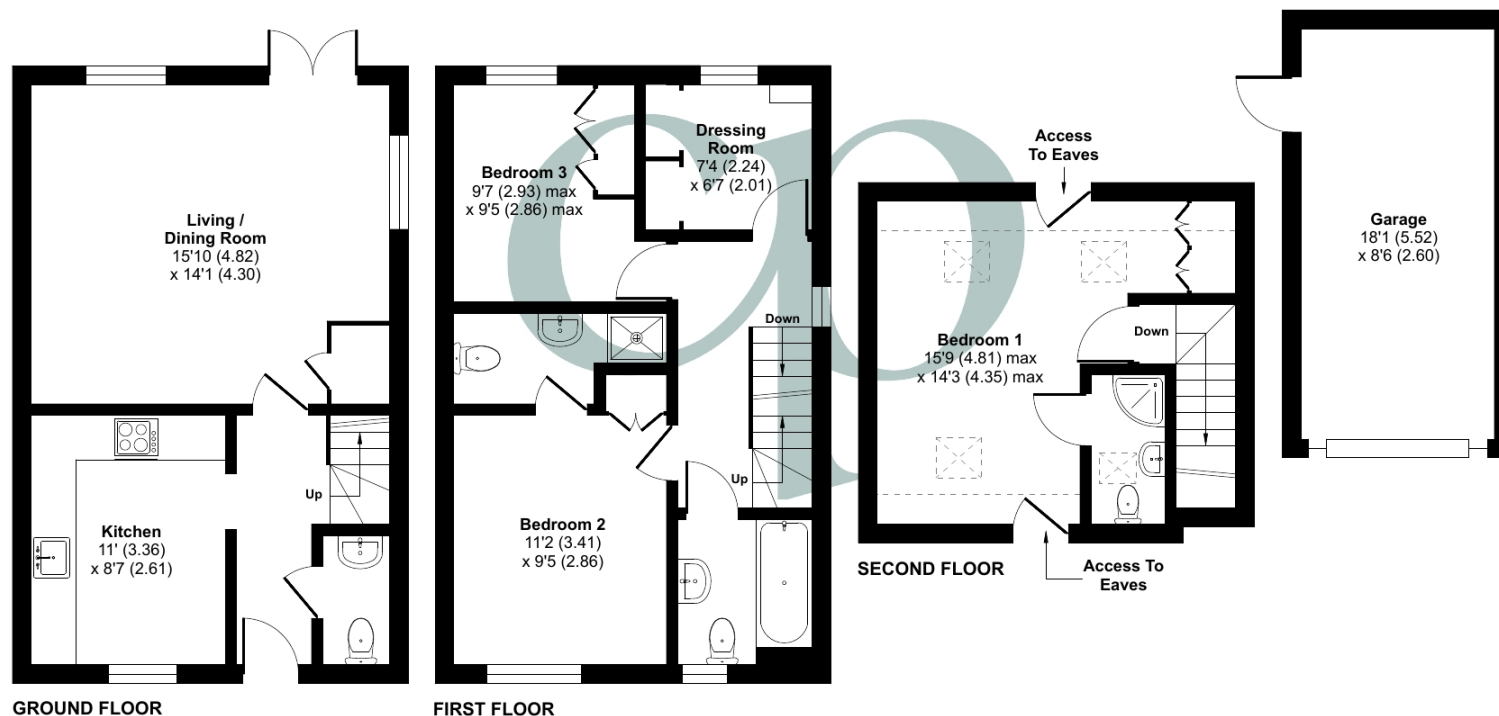 Living /
Dining Room
15'10 (4.82)
x 14'1 (4.30)
Up
Kitchen
11' (3.36)
x 8'7 (2.61)
GROUND FLOOR
Bedroom 3
9'7 (2.93) max
x 9'5 (2.86) max
Dressing
Room
7'4 (2.24)
x 6'7 (2.01)
Down
Up
Bedroom 2
11'2 (3.41)
x 9'5 (2.86)
FIRST FLOOR
cp
Access
To Eaves
Down
Bedroom 1
15'9 (4.81) max
x 14'3 (4.35) max
SECOND FLOOR
Access To
Eaves
Garage
18'1 (5.52)
x 8'6 (2.60)